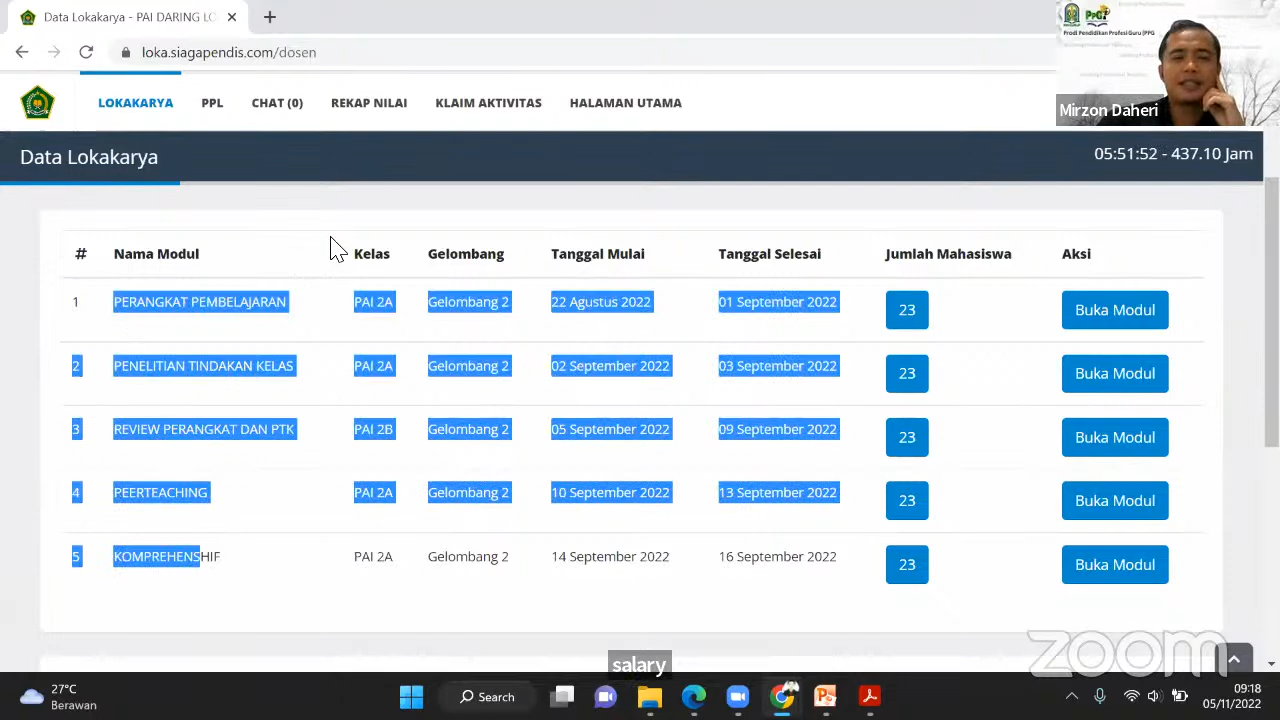 Data Lokakarya - PAI DARING LO
loka.siagapendis.com/dosen
Prodi Pendidikan Profesi Guru (PPG
Mirzon Daheri
LOKAKARYA PPL CHAT (0) REKAP NILAI KLAIM AKTIVITAS HALAMAN UTAMA
Data Lokakarya 05:51:52 - 437.10 Jam
# Nama Modul Kelas Gelombang Tanggal Mulai Tanggal Selesai Jumlah Mahasiswa Aksi
1 PERANGKAT PEMBELAJARAN PAI 2A Gelombang 2 22 Agustus 2022 01 September 2022 23 Buka Modul
2 PENELITIAN TINDAKAN KELAS PAI 2A Gelombang 2 02 September 2022 03 September 2022 23 Buka Modul
3 REVIEW PERANGKAT DAN PTK PAI 2B Gelombang 2 05 September 2022 09 September 2022 23 Buka Modul
4 PEERTEACHING PAI 2A Gelombang 2 10 September 2022 13 September 2022 23 Buka Modul
5 KOMPREHENSHIF PAI 2A Gelombang 2 14 September 2022 16 September 2022 23 Buka Modul
zoom
salary
27°C
Berawan
Search
09:18
05/11/2022